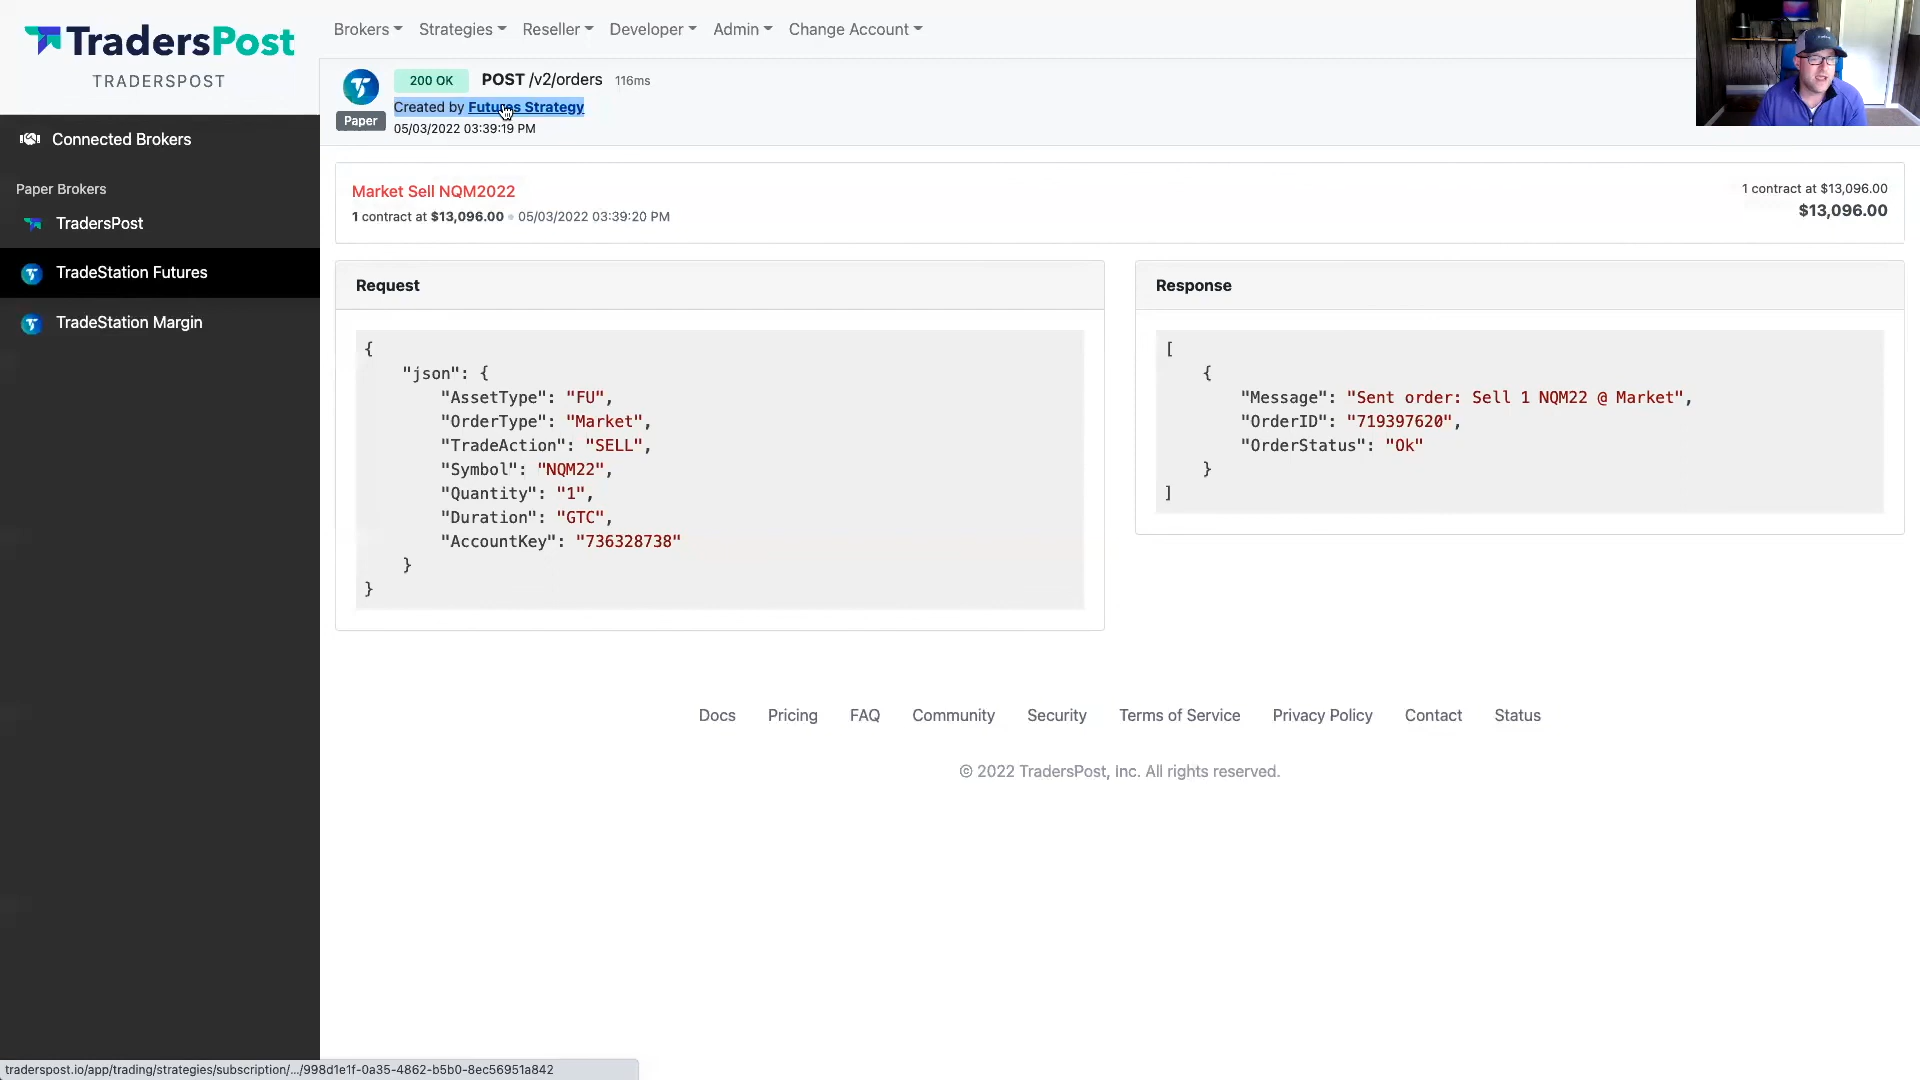 TradersPost
TRADERSPOST
Brokers
Strategies
Reseller
Developer
Admin
Change Account
Connected Brokers
Paper Brokers
TradersPost
TradeStation Futures
TradeStation Margin
Paper
200 OK POST /v2/orders 116ms
Created by Futures Strategy
05/03/2022 03:39:19 PM
Market Sell NQM2022
1 contract at $13,096.00 • 05/03/2022 03:39:20 PM
1 contract at $13,096.00
$13,096.00
Request
{
"json": {
"AssetType": "FU",
"OrderType": "Market",
"TradeAction": "SELL",
"Symbol": "NQM22",
"Quantity": "1",
"Duration": "GTC",
"AccountKey": "736328738"
}
}
Response
[
{
"Message": "Sent order: Sell 1 NQM22 @ Market",
"OrderID": "719397620",
"OrderStatus": "Ok"
}
]
Docs
Pricing
FAQ
Community
Security
Terms of Service
Privacy Policy
Contact
Status
© 2022 TradersPost, Inc. All rights reserved.
traderspost.io/app/trading/strategies/subscription/.../998d1e1f-0a35-4862-b5b0-8ec56951a842